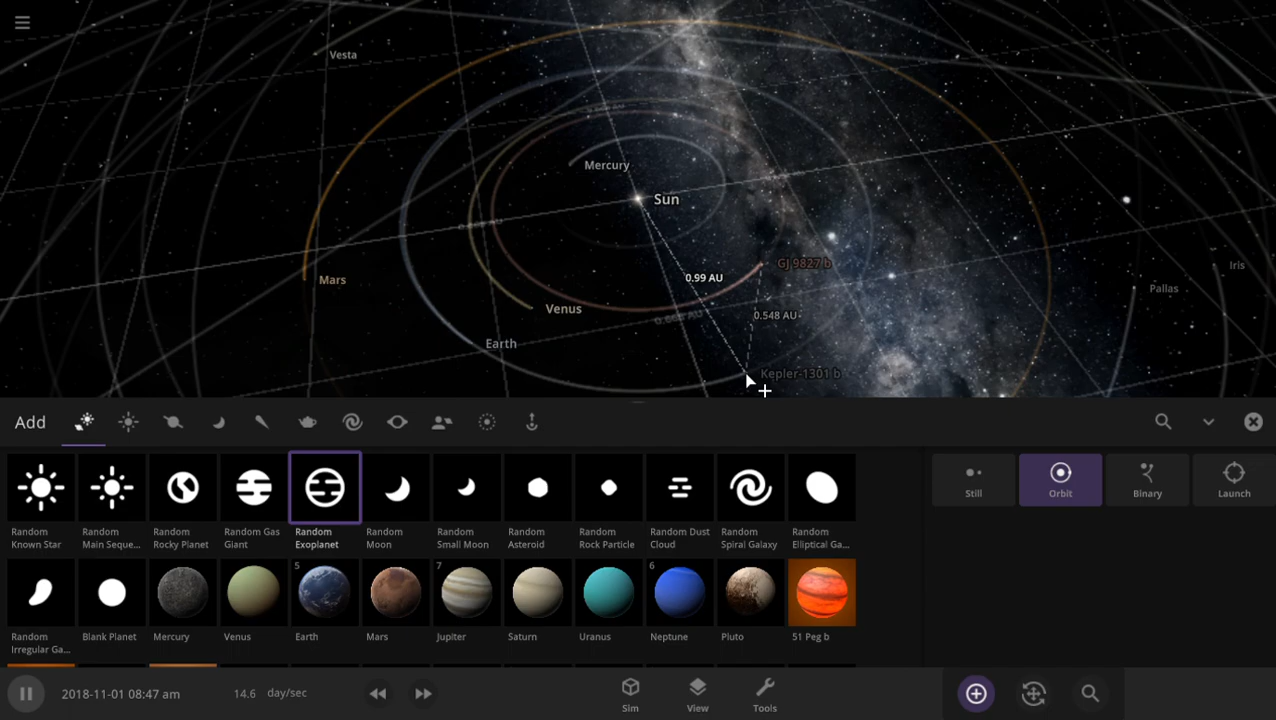 Vesta
Mercury
Sun
GJ 9827 b
Iris
Mars
0.99 AU
Pallas
Venus
0.548 AU
Earth
Kepler-1301 b
Add
Still
Orbit
Binary
Launch
Random Known Star
Random Main Seque...
Random Rocky Planet
Random Gas Giant
Random Exoplanet
Random Moon
Random Small Moon
Random Asteroid
Random Rock Particle
Random Dust Cloud
Random Spiral Galaxy
Random Elliptical Ga...
5
7
6
Random Irregular Ga...
Blank Planet
Mercury
Venus
Earth
Mars
Jupiter
Saturn
Uranus
Neptune
Pluto
51 Peg b
2018-11-01 08:47 am
14.6 day/sec
Sim
View
Tools